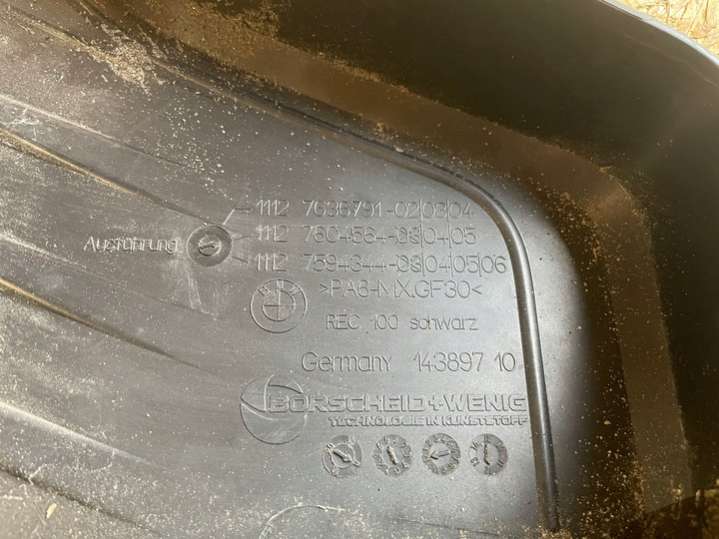 Ausführung
1112 7636791-02|03|04
1112 7604564-03|04|05
1112 7594344-03|04|05|06
>PA6-MX.GF30<
REC 100 schwarz
Germany 143897 10
BORSCHEID+WENIG
TECHNOLOGIE IN KUNSTSTOFF